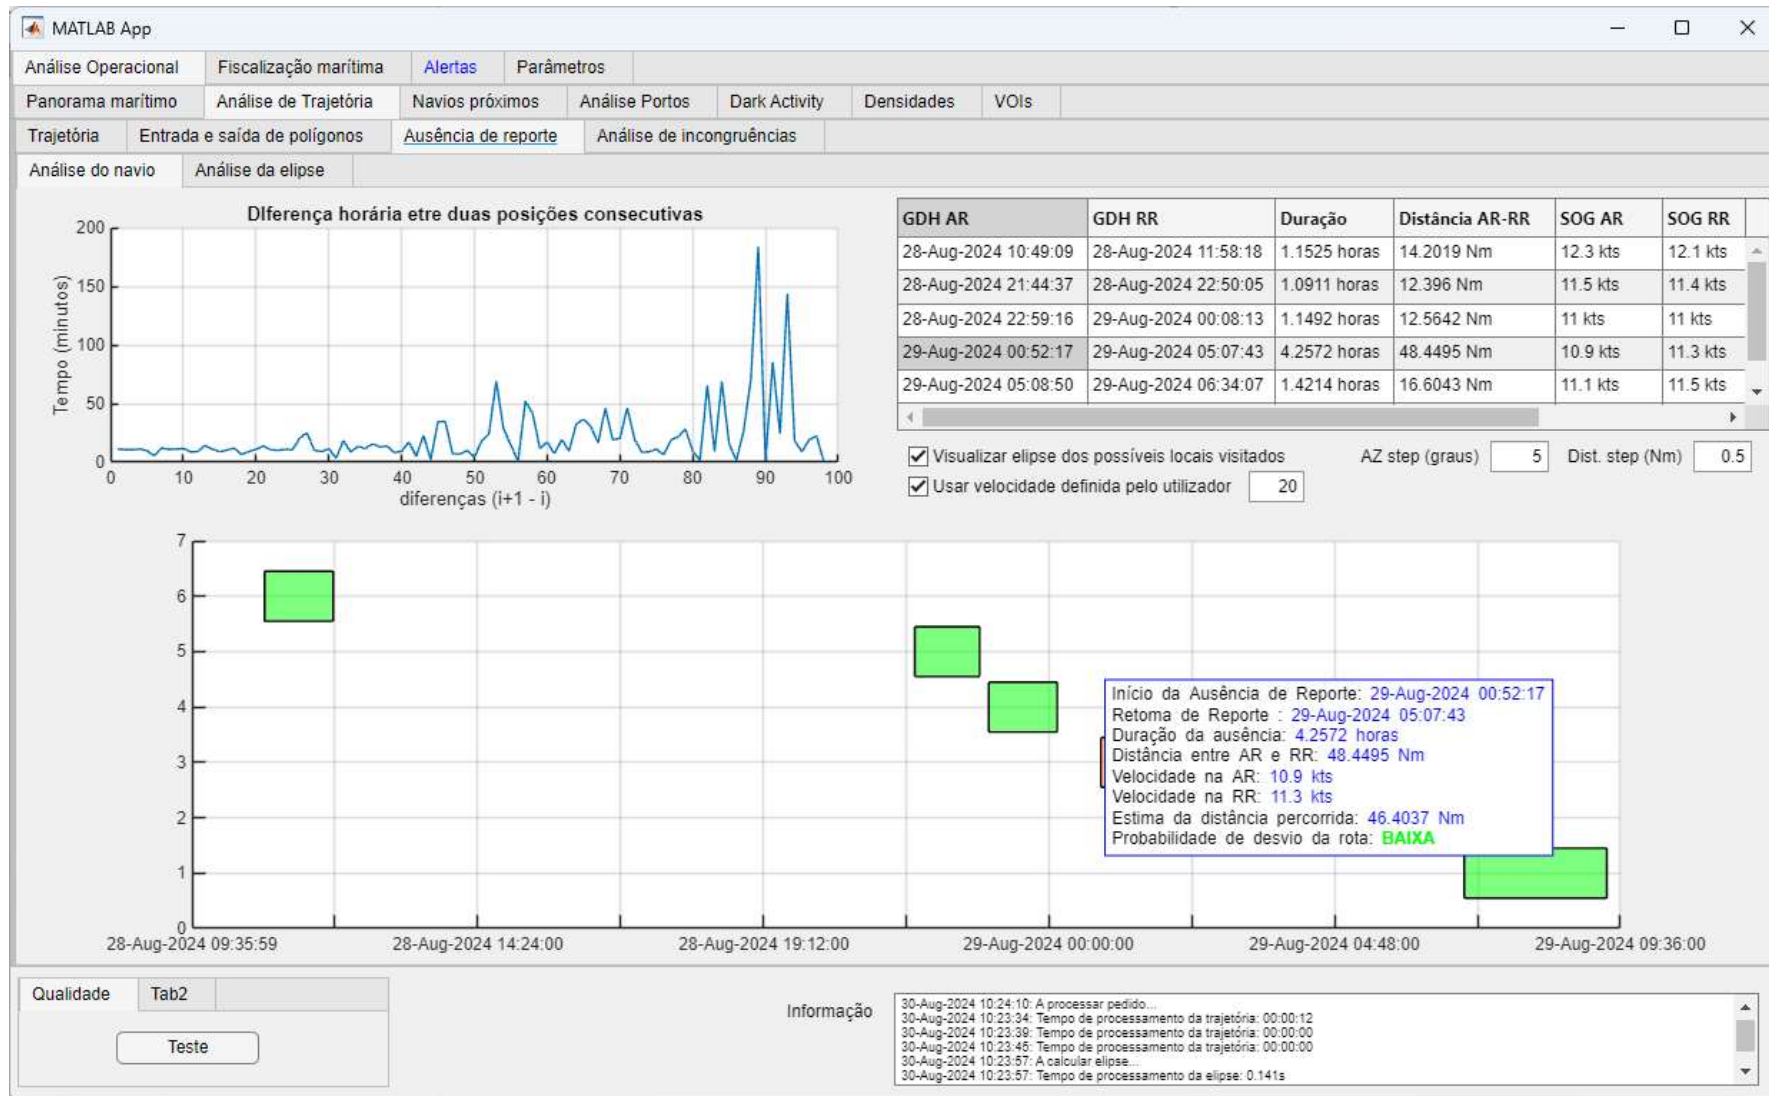 MATLAB App
Análise Operacional Fiscalização marítima Alertas Parâmetros
Panorama marítimo Análise de Trajetória Navios próximos Análise Portos Dark Activity Densidades VOIs
Trajetória Entrada e saída de polígonos Ausência de reporte Análise de incongruências
Análise do navio Análise da elipse
DIferença horária etre duas posições consecutivas
Tempo (minutos)
200
150
100
50
0
0 10 20 30 40 50 60 70 80 90 100
diferenças (i+1 - i)
GDH AR GDH RR Duração Distância AR-RR SOG AR SOG RR
28-Aug-2024 10:49:09 28-Aug-2024 11:58:18 1.1525 horas 14.2019 Nm 12.3 kts 12.1 kts
28-Aug-2024 21:44:37 28-Aug-2024 22:50:05 1.0911 horas 12.396 Nm 11.5 kts 11.4 kts
28-Aug-2024 22:59:16 29-Aug-2024 00:08:13 1.1492 horas 12.5642 Nm 11 kts 11 kts
29-Aug-2024 00:52:17 29-Aug-2024 05:07:43 4.2572 horas 48.4495 Nm 10.9 kts 11.3 kts
29-Aug-2024 05:08:50 29-Aug-2024 06:34:07 1.4214 horas 16.6043 Nm 11.1 kts 11.5 kts
Visualizar elipse dos possíveis locais visitados AZ step (graus) 5 Dist. step (Nm) 0.5
Usar velocidade definida pelo utilizador 20
7
6
5
4
3
2
1
0
Início da Ausência de Reporte: 29-Aug-2024 00:52:17
Retoma de Reporte : 29-Aug-2024 05:07:43
Duração da ausência: 4.2572 horas
Distância entre AR e RR: 48.4495 Nm
Velocidade na AR: 10.9 kts
Velocidade na RR: 11.3 kts
Estima da distância percorrida: 46.4037 Nm
Probabilidade de desvio da rota: BAIXA
28-Aug-2024 09:35:59 28-Aug-2024 14:24:00 28-Aug-2024 19:12:00 29-Aug-2024 00:00:00 29-Aug-2024 04:48:00 29-Aug-2024 09:36:00
Qualidade Tab2
Teste
Informação
30-Aug-2024 10:24:10: A processar pedido...
30-Aug-2024 10:23:34: Tempo de processamento da trajetória: 00:00:12
30-Aug-2024 10:23:39: Tempo de processamento da trajetória: 00:00:00
30-Aug-2024 10:23:45: Tempo de processamento da trajetória: 00:00:00
30-Aug-2024 10:23:57: A calcular elipse...
30-Aug-2024 10:23:57: Tempo de processamento da elipse: 0.141s